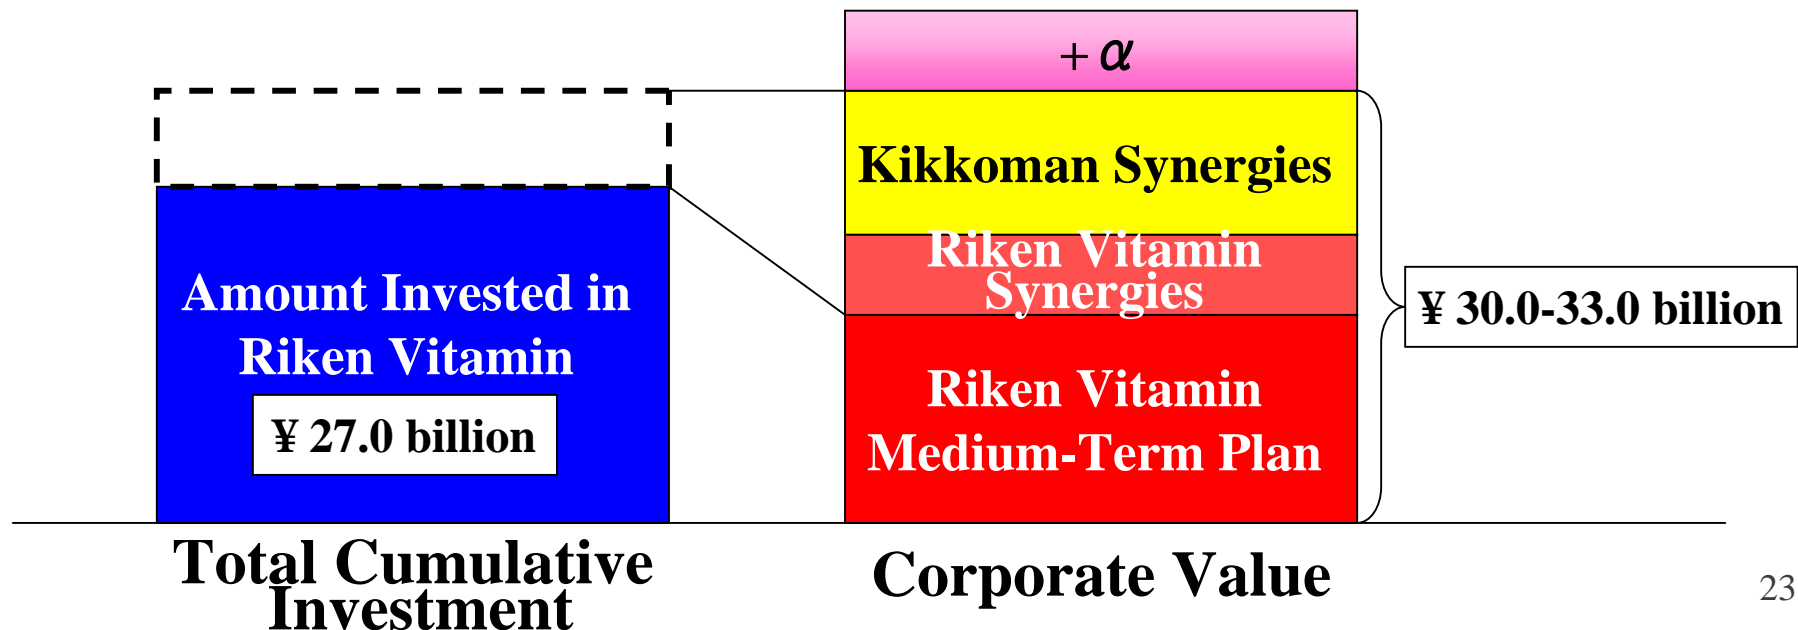 +α
Kikkoman Synergies
Riken Vitamin
Synergies
Amount Invested in
Riken Vitamin
¥ 27.0 billion
¥ 30.0-33.0 billion
Riken Vitamin
Medium-Term Plan
Total Cumulative
Investment
Corporate Value
23